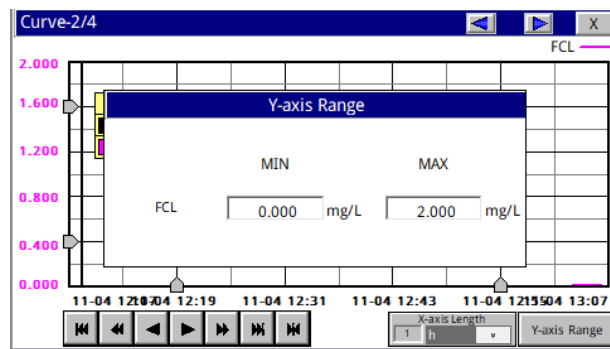 Curve-2/4 X
FCL
2.000
1.600
1.200
0.800
0.400
0.000
Y-axis Range
MIN MAX
FCL 0.000 mg/L 2.000 mg/L
11-04 12:19 11-04 12:31 11-04 12:43 13:07
X-axis Length
1 h
Y-axis Range